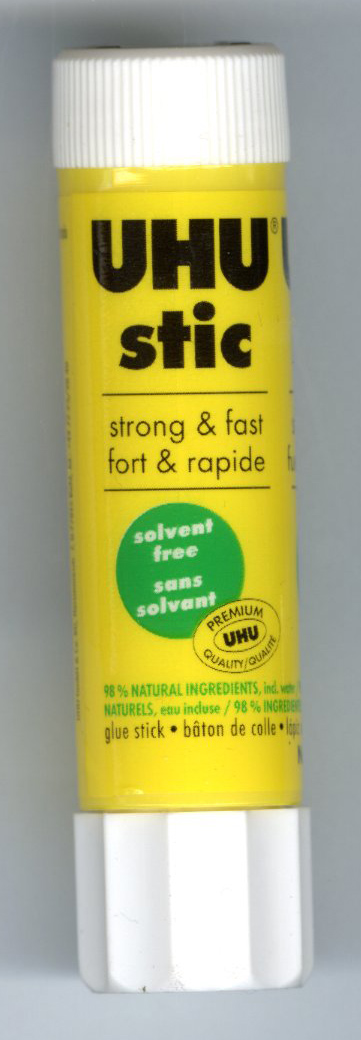 UHU®
stic
strong & fast
fort & rapide
solvent
free
sans
solvant
PREMIUM
UHU
QUALITY/QUALITÉ
98 % NATURAL INGREDIENTS, incl. water
NATURELS, eau incluse / 98 % INGREDIEN
glue stick • bâton de colle •